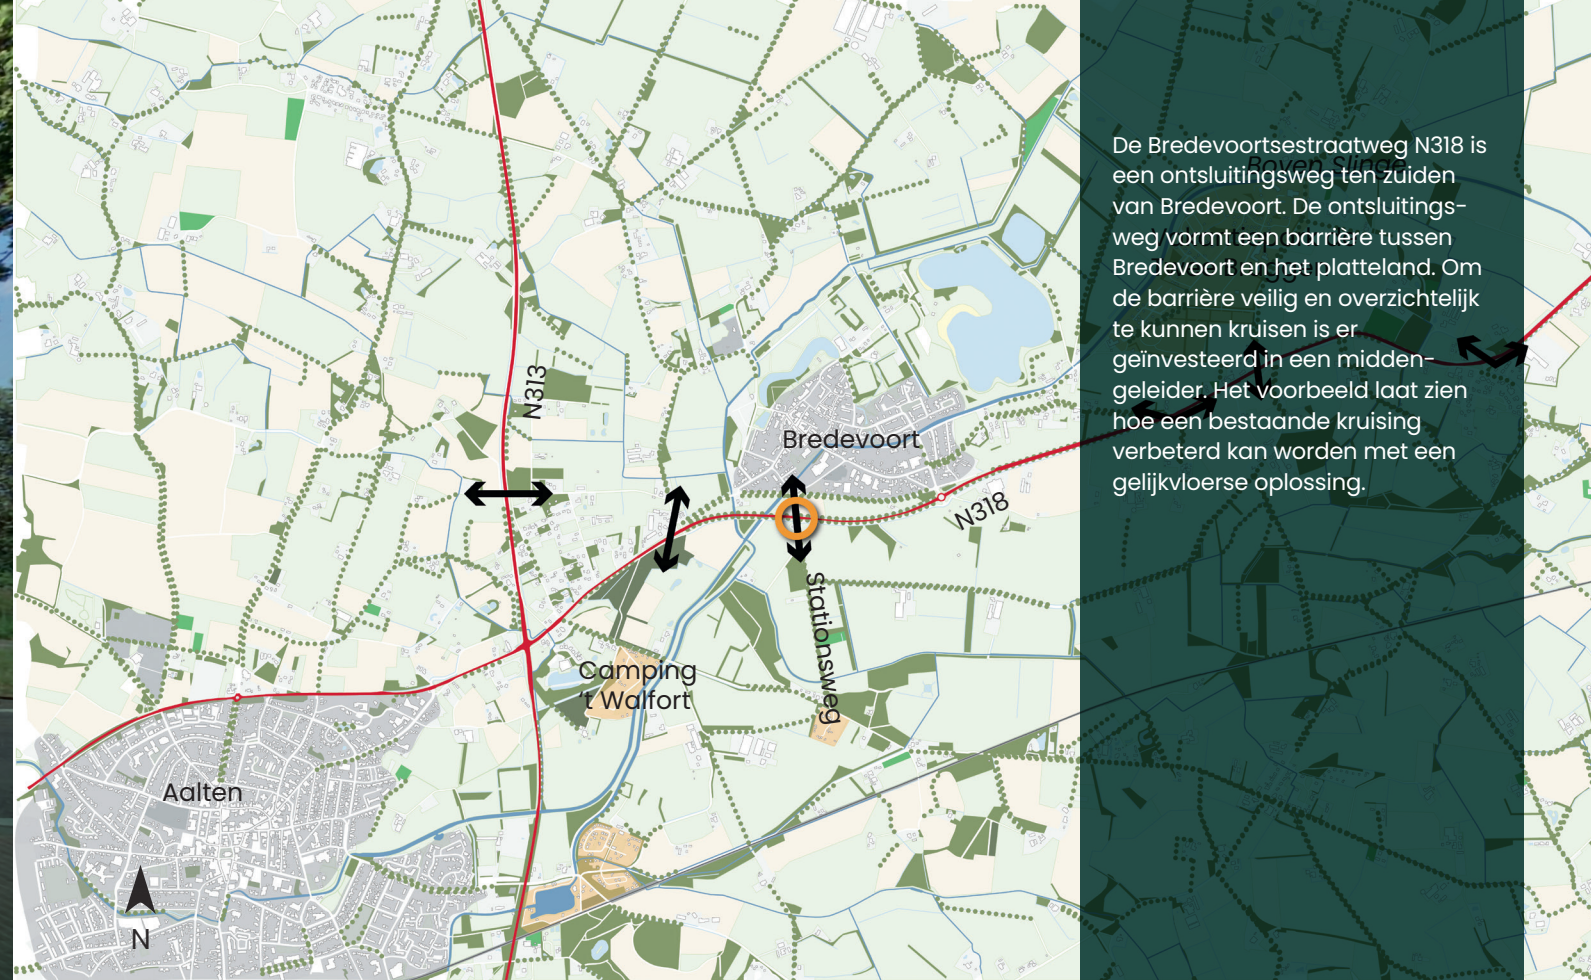 De Bredevoortsestraatweg N318 is
een ontsluitingsweg ten zuiden
van Bredevoort. De ontsluitings-
weg vormt een barrière tussen
Bredevoort en het platteland. Om
de barrière veilig en overzichtelijk
te kunnen kruisen is er
geïnvesteerd in een midden-
geleider. Het voorbeeld laat zien
hoe een bestaande kruising
verbeterd kan worden met een
gelijkvloerse oplossing.
Boven Slinge
N313
Bredevoort
N318
Stationsweg
Camping
't Walfort
Aalten
N